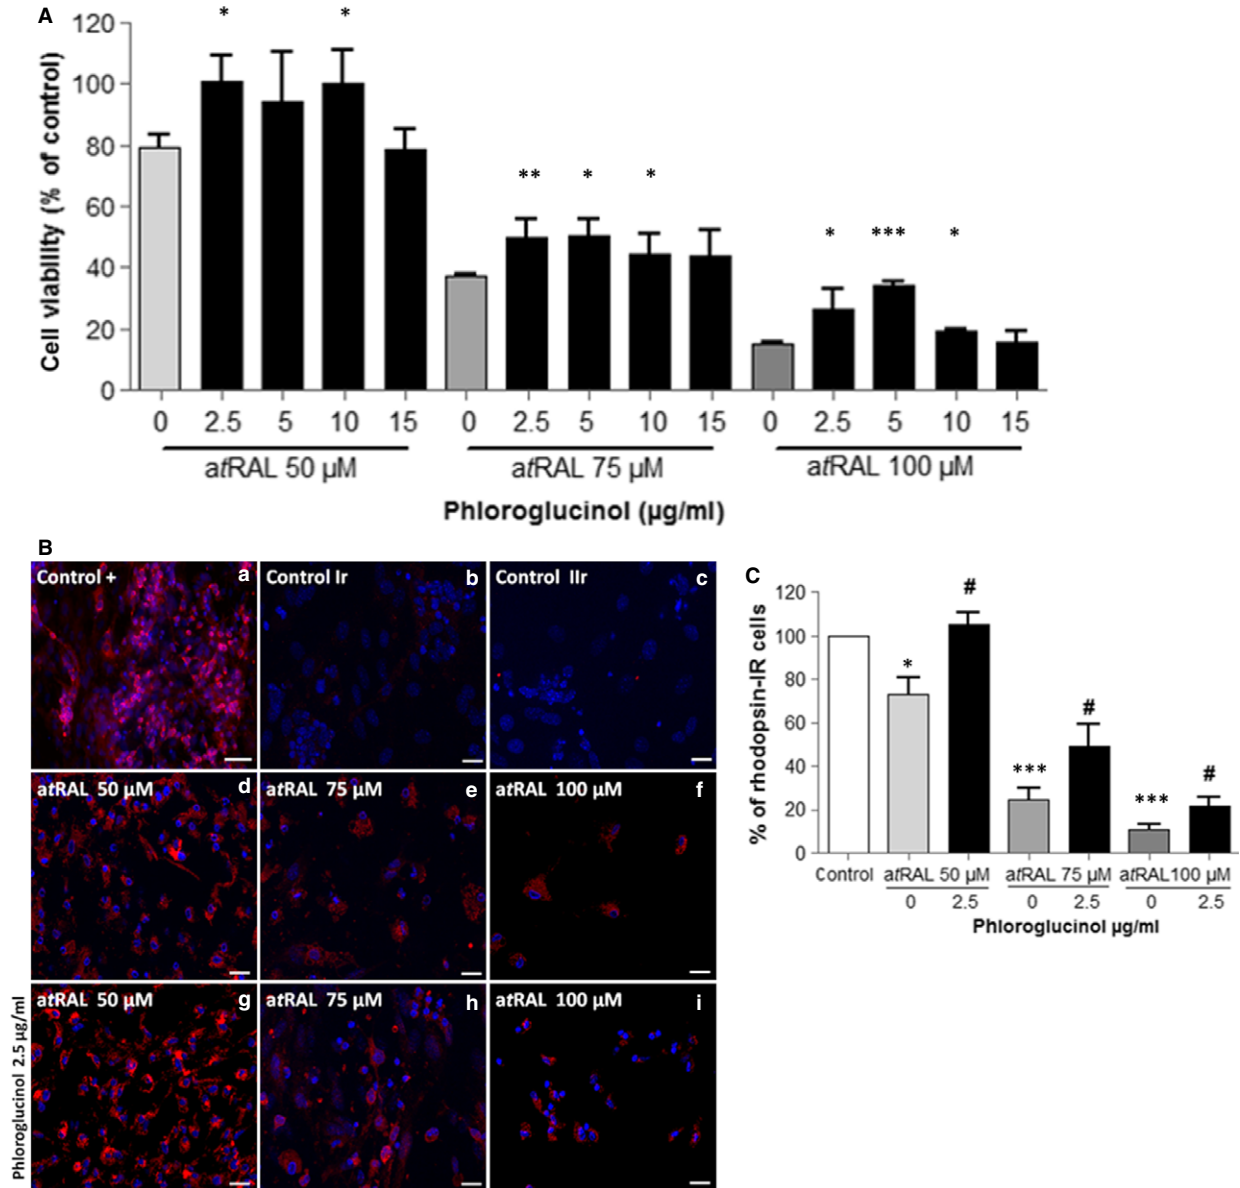 A
120
100
80
60
40
20
0
Cell viability (% of control)
* *
** * *
* *** *
0 2.5 5 10 15 0 2.5 5 10 15 0 2.5 5 10 15
atRAL 50 µM atRAL 75 µM atRAL 100 µM
Phloroglucinol (µg/ml)
B
Control + a
Control Ir b
Control IIr c
atRAL 50 µM d
atRAL 75 µM e
atRAL 100 µM f
Phloroglucinol 2.5 µg/ml
atRAL 50 µM g
atRAL 75 µM h
atRAL 100 µM i
C
120
100
80
60
40
20
0
% of rhodopsin-IR cells
* #
*** #
*** #
Control atRAL 50 µM atRAL 75 µM atRAL100 µM
0 2.5 0 2.5 0 2.5
Phloroglucinol µg/ml